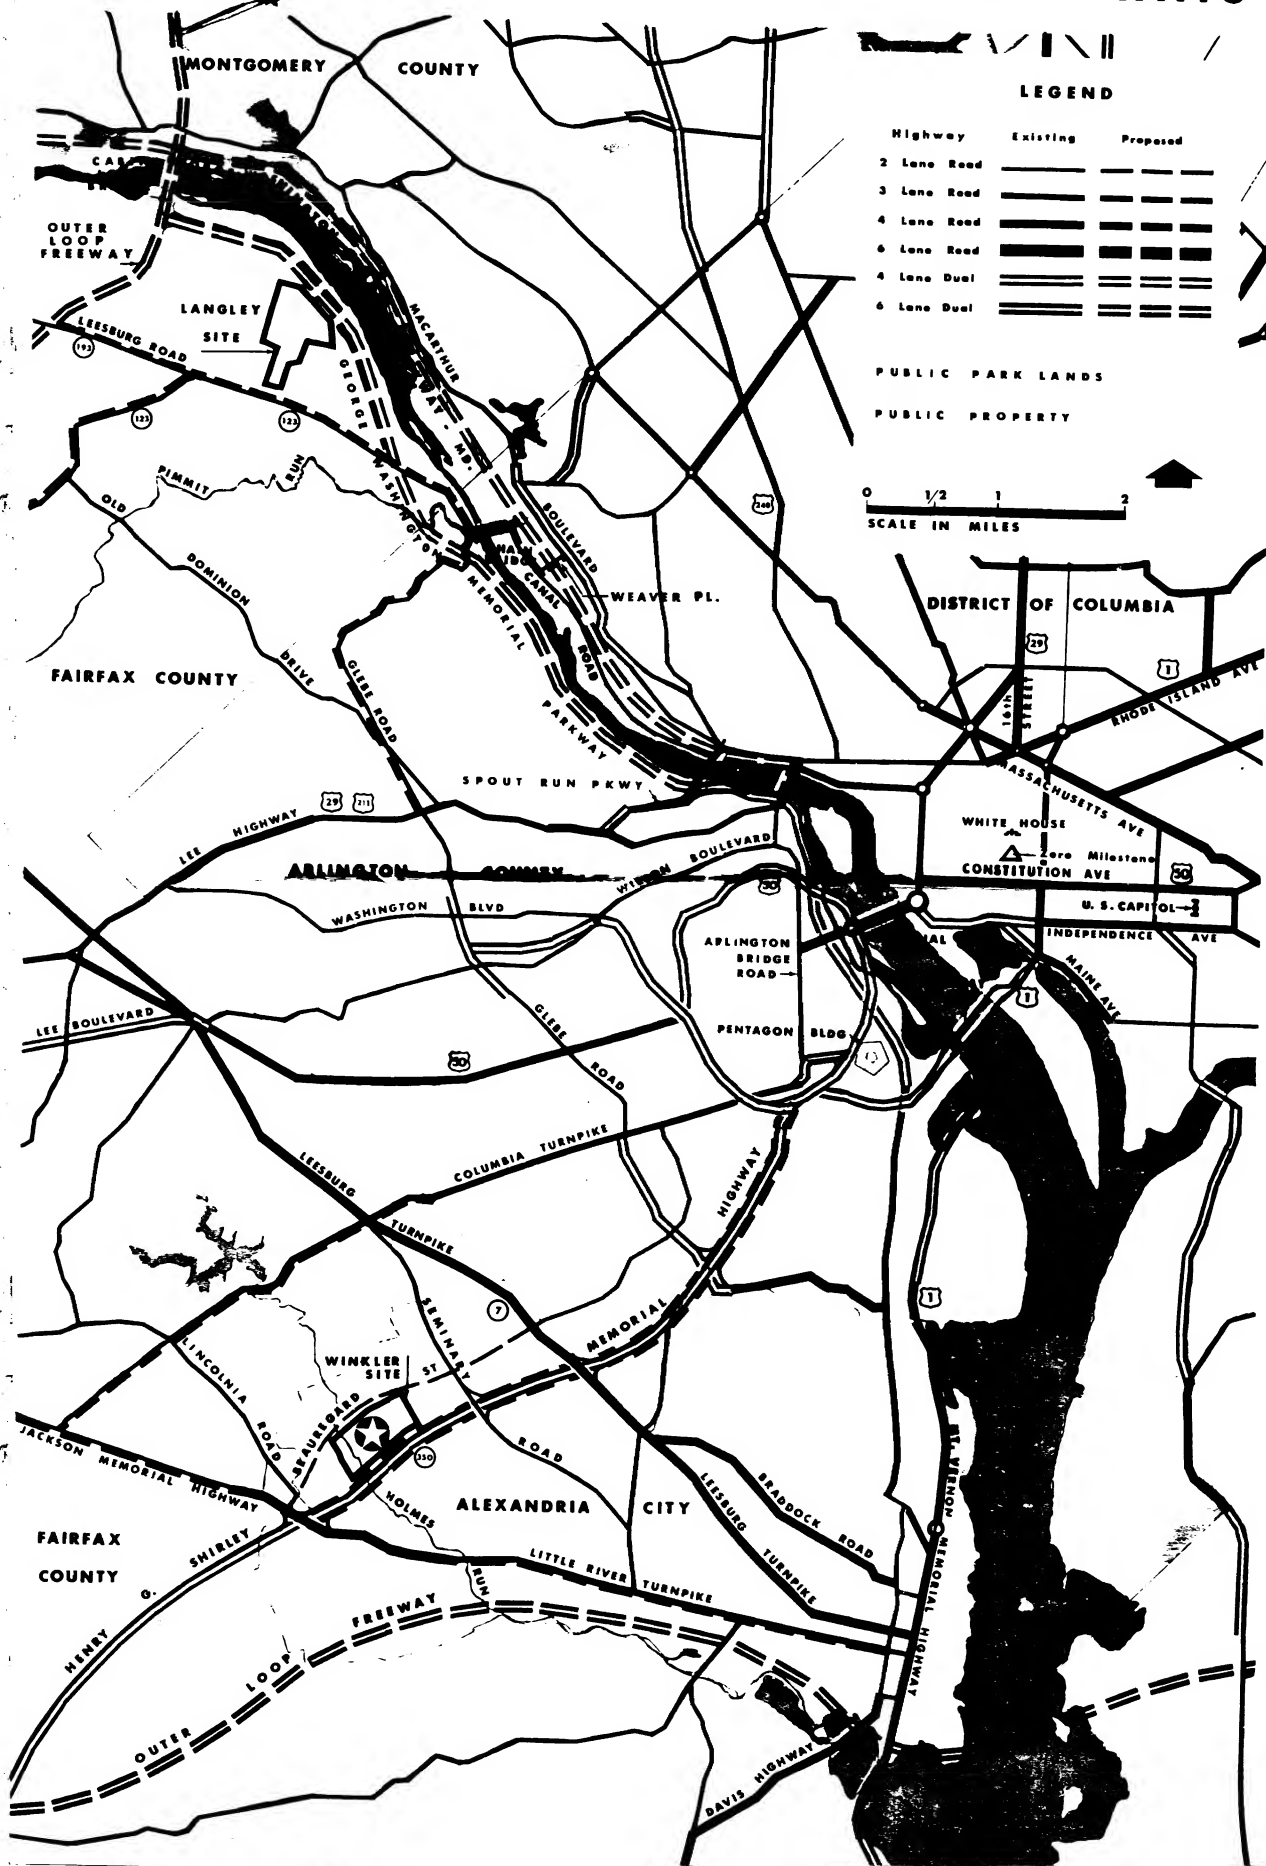 MONTGOMERY COUNTY
LEGEND
Highway Existing Proposed
2 Lane Road
3 Lane Road
4 Lane Road
6 Lane Road
4 Lane Dual
6 Lane Dual
PUBLIC PARK LANDS
PUBLIC PROPERTY
0 1/2 1 2
SCALE IN MILES
OUTER
LOOP
FREEWAY
LANGLEY
SITE
LEESBURG ROAD
193
123
123
MACARTHUR
BOULEVARD
GEORGE
WASHINGTON
MEMORIAL
PARKWAY
WAY - MD.
PIMMIT RUN
OLD
DOMINION
DRIVE
240
CANAL
ROAD
WEAVER PL.
DISTRICT OF COLUMBIA
29
1
RHODE ISLAND AVE
16th
STREET
MASSACHUSETTS AVE
FAIRFAX COUNTY
GLEBE ROAD
SPOUT RUN PKWY
29 211
LEE HIGHWAY
WHITE HOUSE
Zero Milestone
CONSTITUTION AVE
50
U.S. CAPITOL
INDEPENDENCE AVE
MAINE AVE
1
ARLINGTON COUNTY
WILSON BOULEVARD
50
WASHINGTON BLVD
ARLINGTON
BRIDGE
ROAD
PENTAGON BLDG
LEE BOULEVARD
50
GLEBE
ROAD
COLUMBIA TURNPIKE
LEESBURG
TURNPIKE
7
SEMINARY
ROAD
HENRY G. SHIRLEY
MEMORIAL
HIGHWAY
1
LINCOLNIA
ROAD
WINKLER
SITE
BEAUREGARD ST
350
JACKSON MEMORIAL HIGHWAY
HOLMES
RUN
ALEXANDRIA CITY
LEESBURG
TURNPIKE
BRADDOCK ROAD
MT. VERNON
MEMORIAL HIGHWAY
FAIRFAX
COUNTY
LITTLE RIVER TURNPIKE
OUTER LOOP FREEWAY
DAVIS HIGHWAY